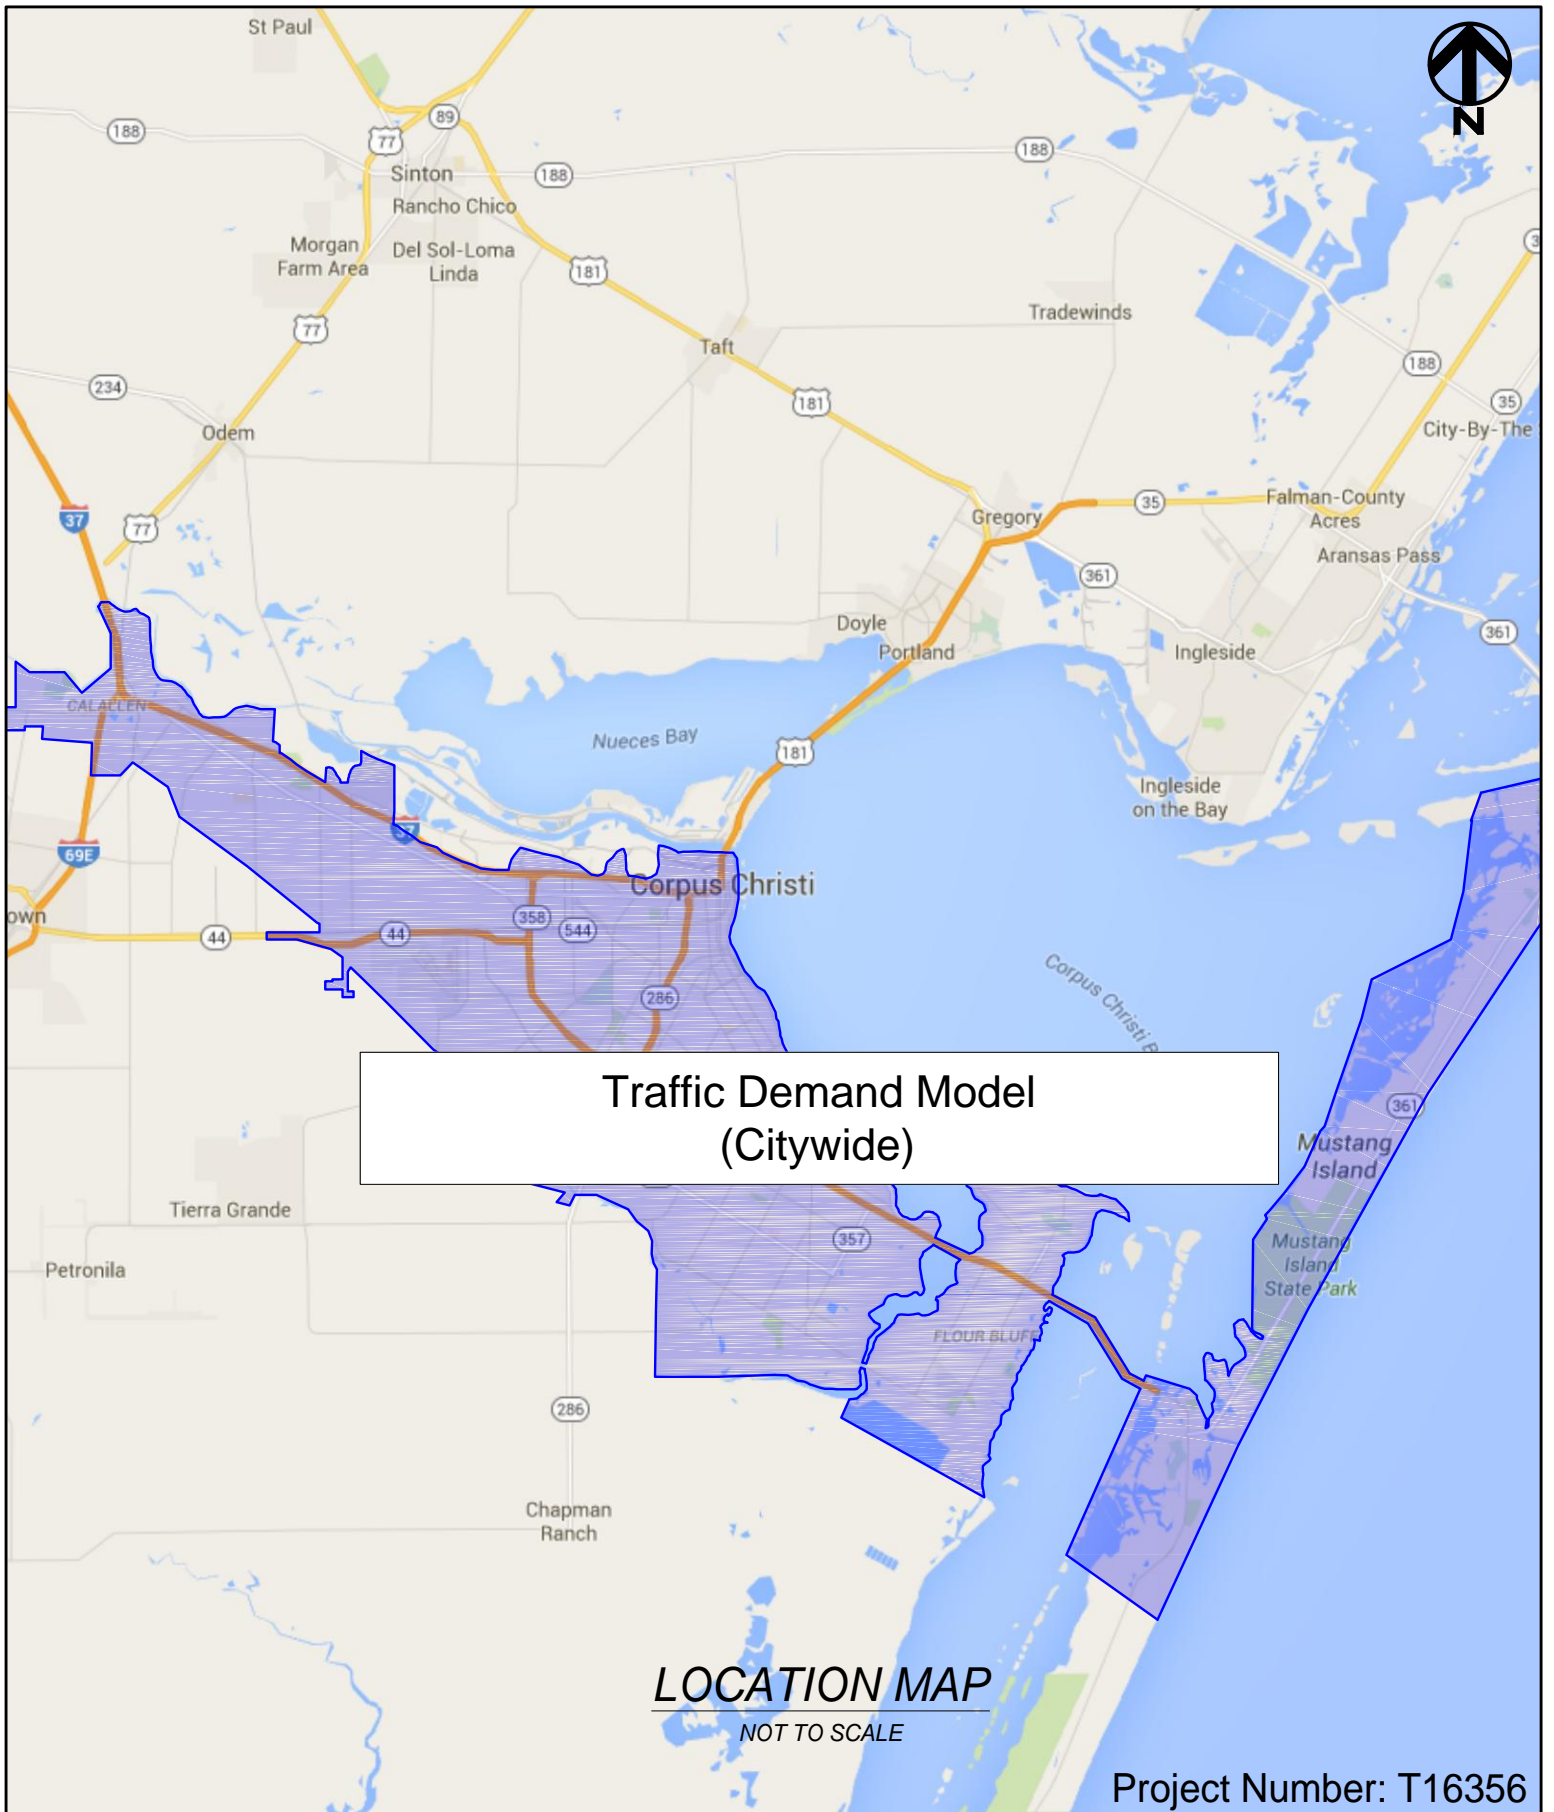 St Paul
N
89
188
77
188
188
Sinton
Rancho Chico
Morgan
Farm Area
Del Sol-Loma
Linda
181
77
Tradewinds
Taft
188
234
181
35
City-By-The
Odem
Falman-County
Acres
35
37
77
Gregory
Aransas Pass
361
Doyle
361
Portland
Ingleside
CALALLEN
Nueces Bay
181
Ingleside
on the Bay
37
69E
Corpus Christi
own
358
44
44
544
Corpus Christi B
286
Traffic Demand Model
(Citywide)
361
Mustang
Island
Tierra Grande
357
Mustang
Island
State Park
Petronila
FLOUR BLUFF
286
Chapman
Ranch
LOCATION MAP
NOT TO SCALE
Project Number: T16356